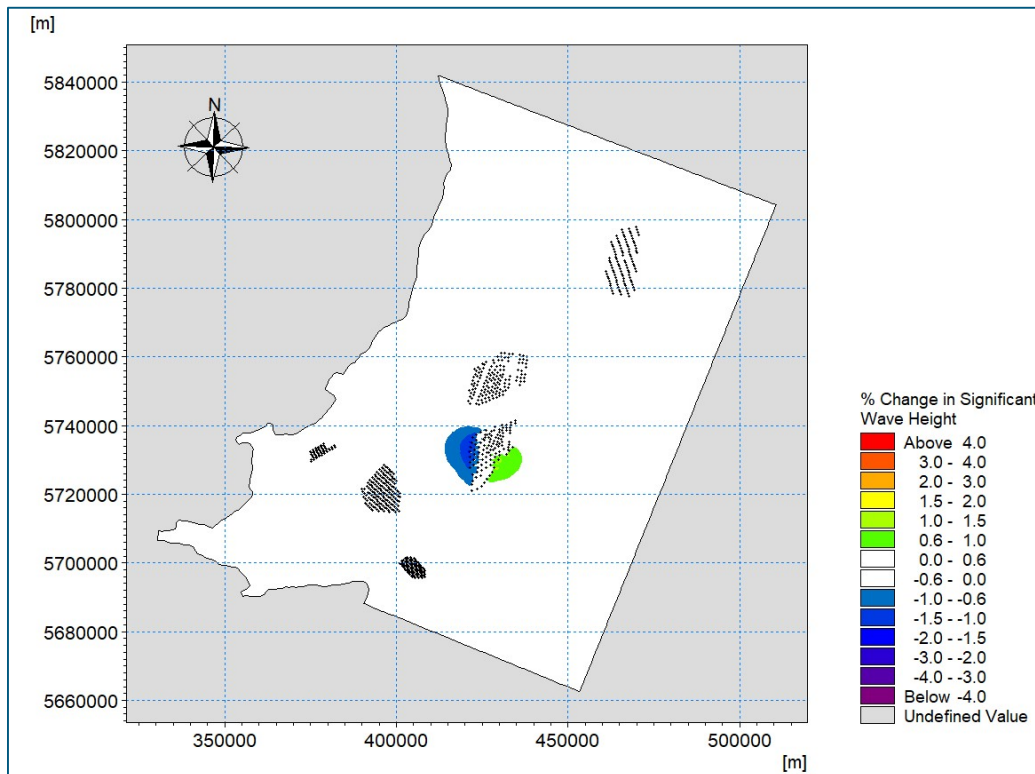 [m]
N
5840000
5820000
5800000
5780000
5760000
5740000
5720000
5700000
5680000
5660000
350000
400000
450000
500000
[m]
% Change in Significant
Wave Height
Above 4.0
3.0 - 4.0
2.0 - 3.0
1.5 - 2.0
1.0 - 1.5
0.6 - 1.0
0.0 - 0.6
-0.6 - 0.0
-1.0 - -0.6
-1.5 - -1.0
-2.0 - -1.5
-3.0 - -2.0
-4.0 - -3.0
Below -4.0
Undefined Value